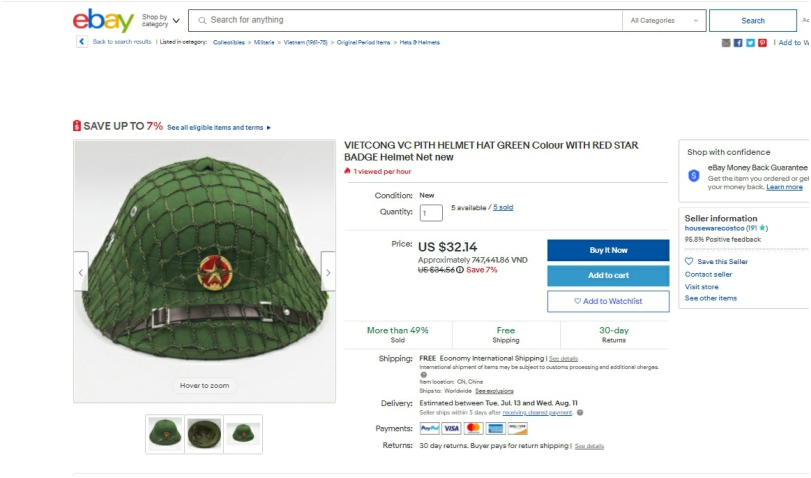 ebay
Shop by
category
Search for anything
All Categories
Search
Back to search results | Listed in category: Collectibles > Militaria > Vietnam (1961-75) > Original Period Items > Hats & Helmets
| Add to W
SAVE UP TO 7% See all eligible items and terms ▸
VIETCONG VC PITH HELMET HAT GREEN Colour WITH RED STAR
BADGE Helmet Net new
1 viewed per hour
Condition: New
Quantity: 1 5 available / 5 sold
Price: US $32.14
Approximately 747,441.86 VND
US $34.56 Save 7%
Buy It Now
Add to cart
Add to Watchlist
Hover to zoom
More than 49%
Sold
Free
Shipping
30-day
Returns
Shipping: FREE Economy International Shipping | See details
International shipment of items may be subject to customs processing and additional charges.
Item location: CN, China
Ships to: Worldwide See exclusions
Delivery: Estimated between Tue. Jul. 13 and Wed. Aug. 11
Seller ships within 5 days after receiving cleared payment.
Payments: PayPal VISA
Returns: 30 day returns. Buyer pays for return shipping | See details
Shop with confidence
eBay Money Back Guarantee
Get the item you ordered or get
your money back. Learn more
Seller information
housewarecostco (191 ★)
95.8% Positive feedback
Save this Seller
Contact seller
Visit store
See other items